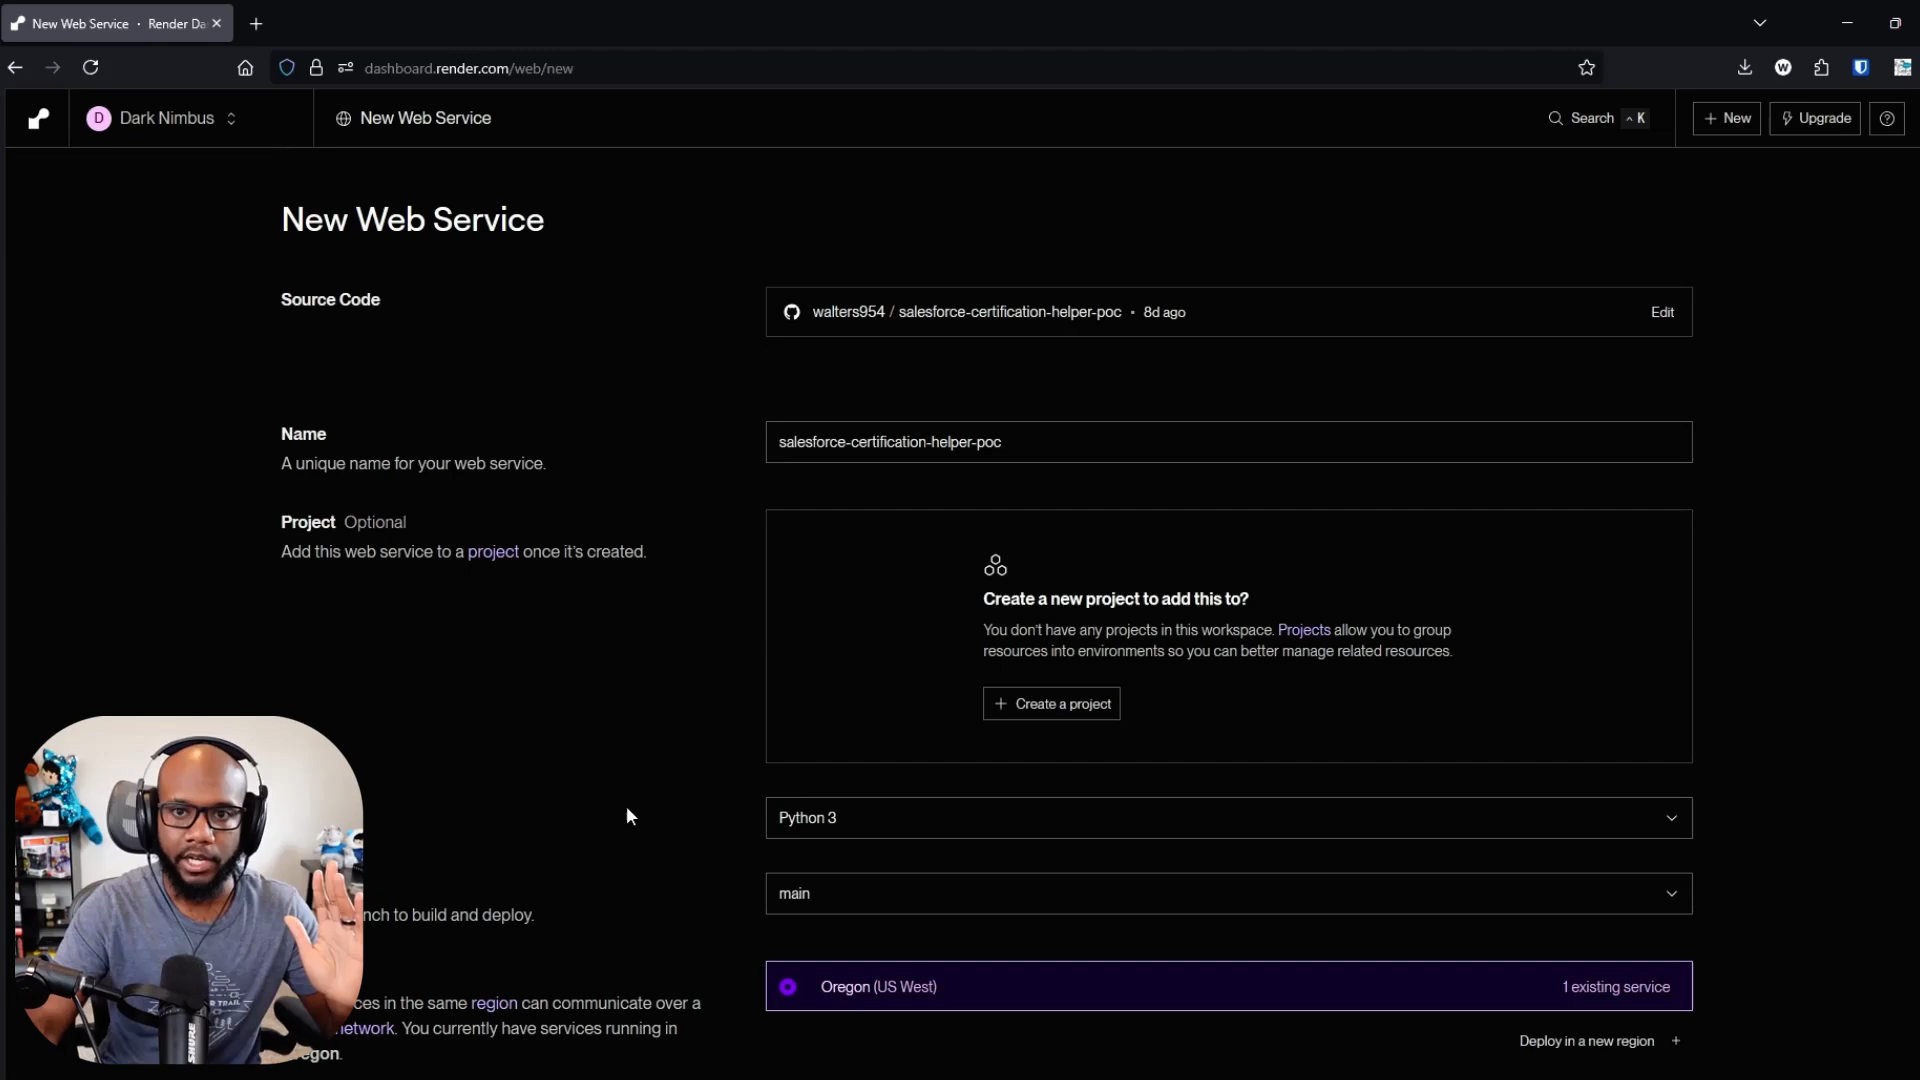 New Web Service · Render Da
dashboard.render.com/web/new
W
D Dark Nimbus
New Web Service
Search ^ K
+ New
Upgrade
New Web Service
Source Code
walters954 / salesforce-certification-helper-poc • 8d ago
Edit
Name
A unique name for your web service.
salesforce-certification-helper-poc
Project Optional
Add this web service to a project once it's created.
Create a new project to add this to?
You don't have any projects in this workspace. Projects allow you to group
resources into environments so you can better manage related resources.
+ Create a project
Python 3
nch to build and deploy.
main
ces in the same region can communicate over a
network. You currently have services running in
egon.
Oregon (US West)
1 existing service
Deploy in a new region +
SHURE